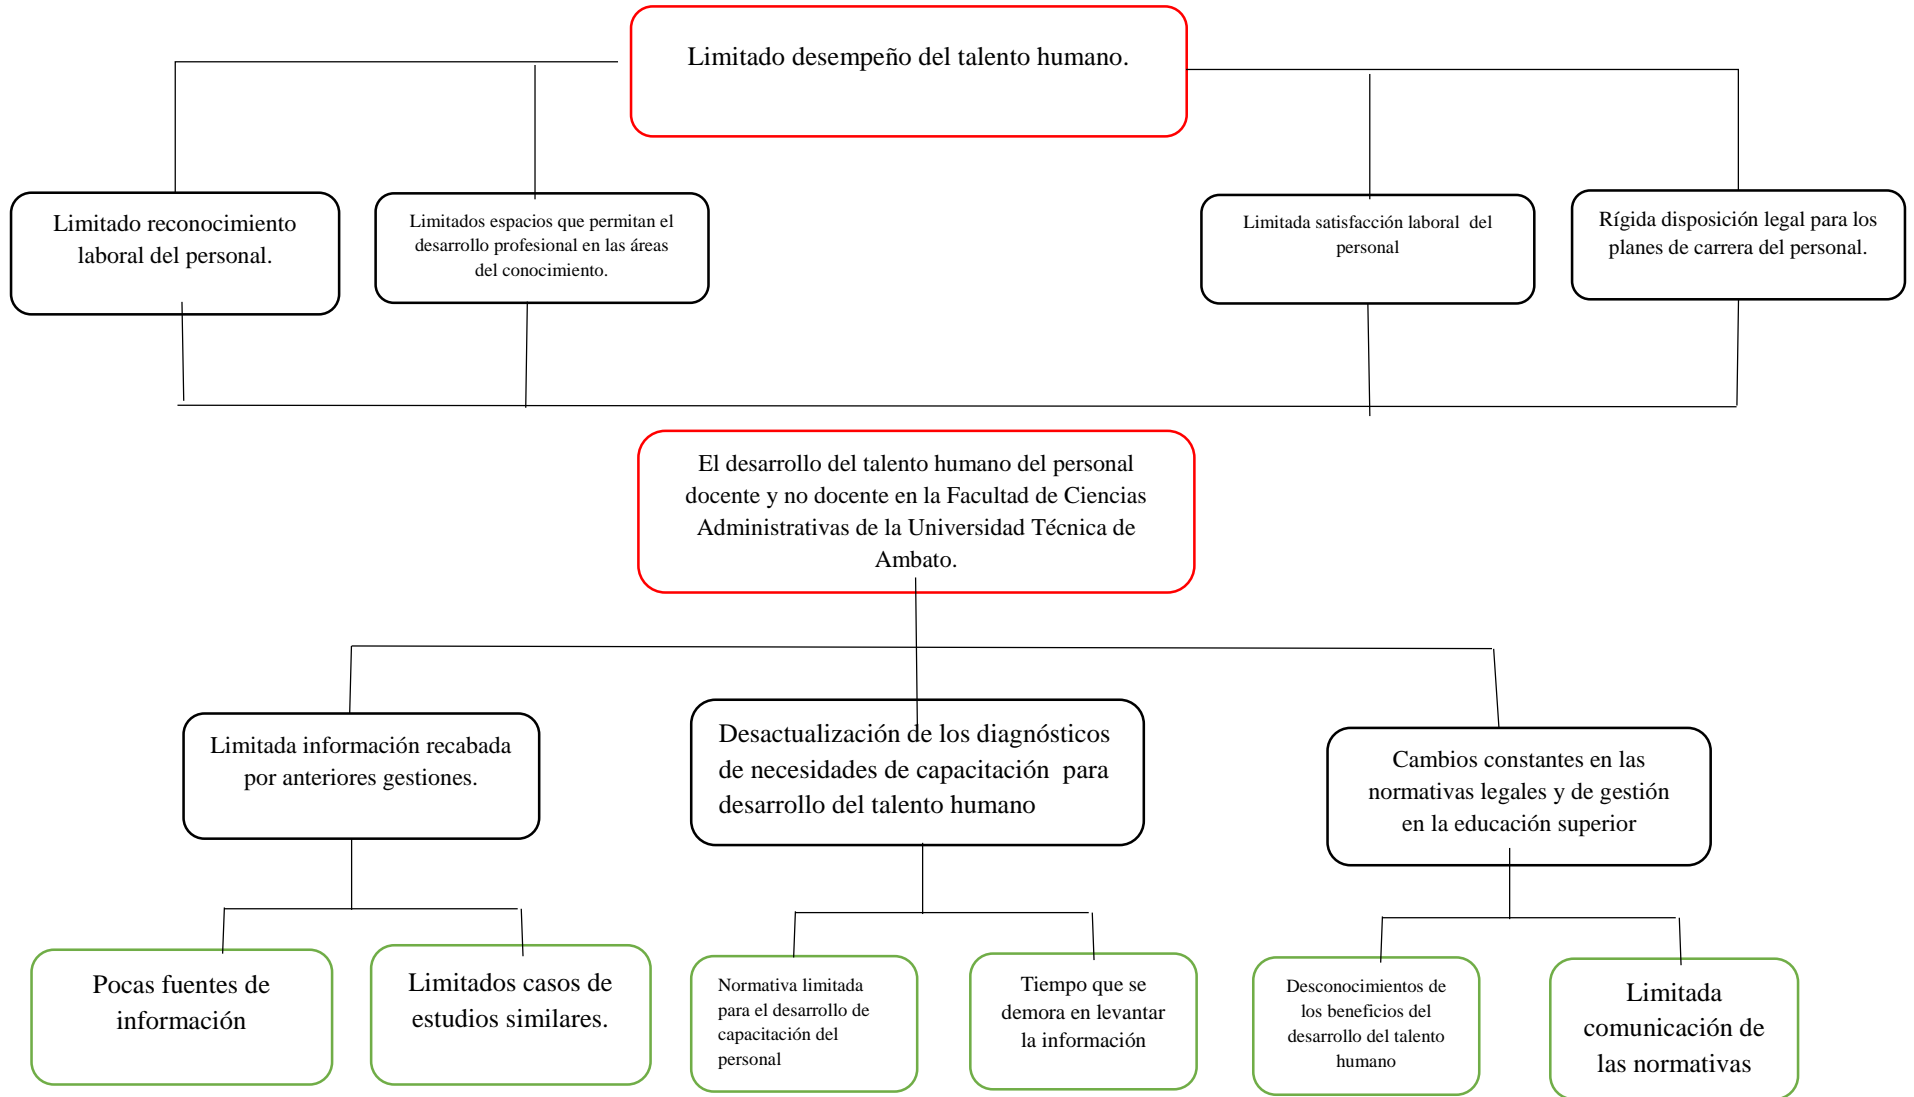 Limitado desempeño del talento humano.
Limitado reconocimiento
laboral del personal.
Limitados espacios que permitan el
desarrollo profesional en las áreas
del conocimiento.
Limitada satisfacción laboral  del
personal
Rígida disposición legal para los
planes de carrera del personal.
El desarrollo del talento humano del personal
docente y no docente en la Facultad de Ciencias
Administrativas de la Universidad Técnica de
Ambato.
Limitada información recabada
por anteriores gestiones.
Desactualización de los diagnósticos
de necesidades de capacitación  para
desarrollo del talento humano
Cambios constantes en las
normativas legales y de gestión
en la educación superior
Pocas fuentes de
información
Limitados casos de
estudios similares.
Normativa limitada
para el desarrollo de
capacitación del
personal
Tiempo que se
demora en levantar
la información
Desconocimientos de
los beneficios del
desarrollo del talento
humano
Limitada
comunicación de
las normativas